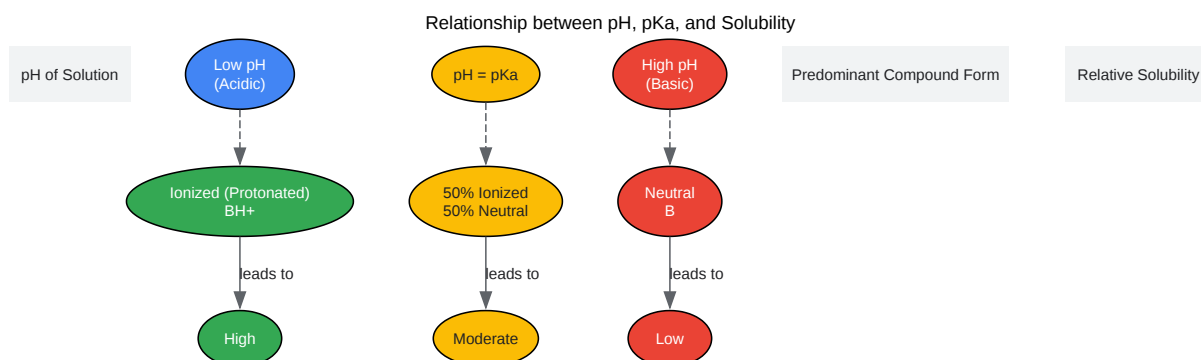 Relationship between pH, pKa, and Solubility
pH of Solution
Low pH
(Acidic)
pH = pKa
High pH
(Basic)
Predominant Compound Form
Relative Solubility
Ionized (Protonated)
BH+
50% Ionized
50% Neutral
Neutral
B
leads to
leads to
leads to
High
Moderate
Low